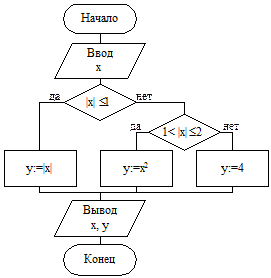 Начало
Ввод
x
|x| ≤1
да
нет
1< |x| ≤2
да
нет
y:=|x|
y:=x²
y:=4
Вывод
x, y
Конец